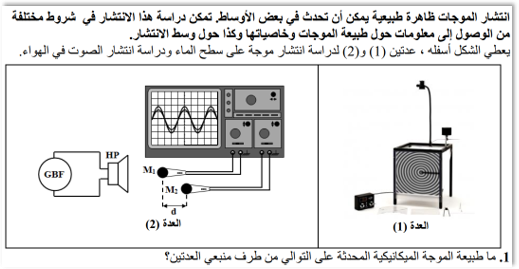 انتشار الموجات ظاهرة طبيعية يمكن أن تحدث في بعض الأوساط. تمكن دراسة هذا الانتشار في شروط مختلفة
من الوصول إلى معلومات حول طبيعة الموجات وخاصياتها وكذا حول وسط الانتشار.
يعطي الشكل أسفله ، عدتين (1) و(2) لدراسة انتشار موجة على سطح الماء ودراسة انتشار الصوت في الهواء.
HP
GBF
M1
M2
d
العدة (2)
العدة (1)
1. ما طبيعة الموجة الميكانيكية المحدثة على التوالي من طرف منبعي العدتين؟